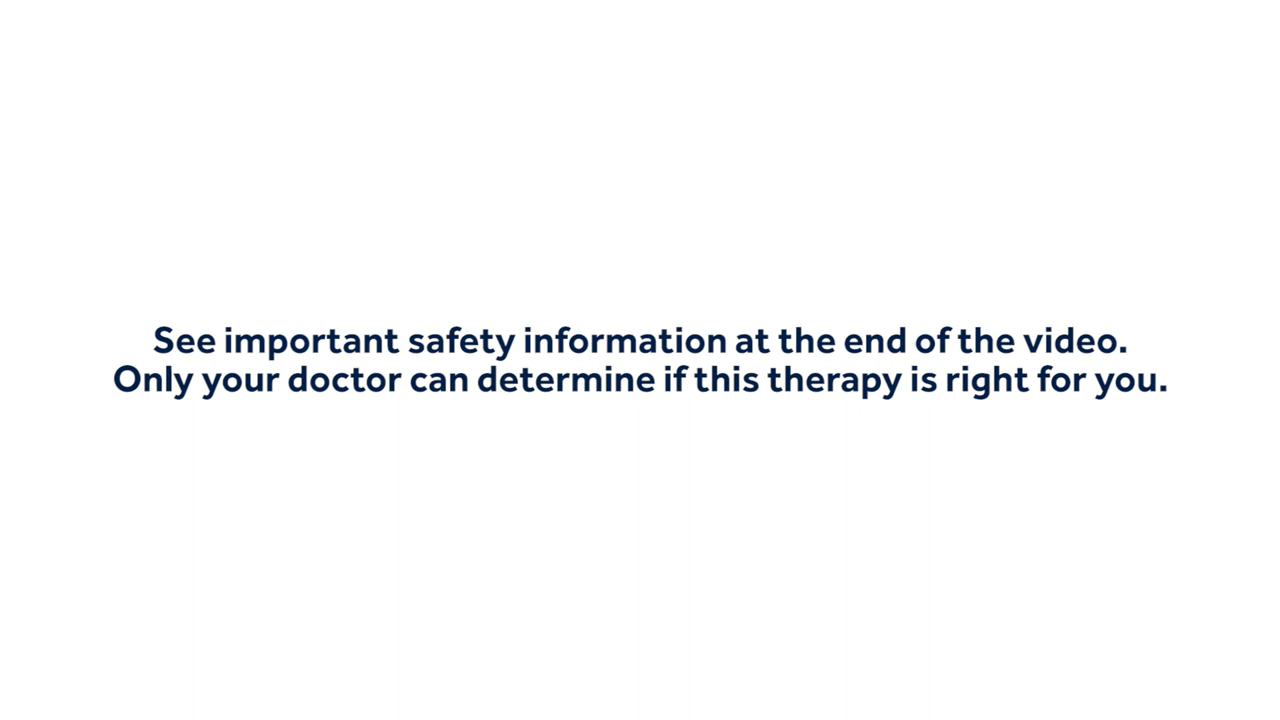 See important safety information at the end of the video.
Only your doctor can determine if this therapy is right for you.